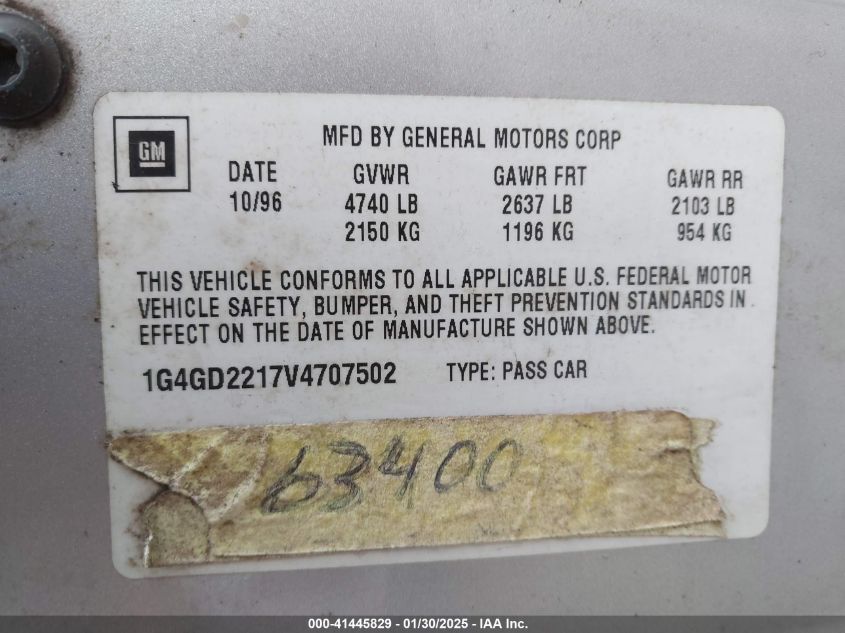 GM
MFD BY GENERAL MOTORS CORP
DATE GVWR GAWR FRT GAWR RR
10/96 4740 LB 2637 LB 2103 LB
2150 KG 1196 KG 954 KG
THIS VEHICLE CONFORMS TO ALL APPLICABLE U.S. FEDERAL MOTOR
VEHICLE SAFETY, BUMPER, AND THEFT PREVENTION STANDARDS IN
EFFECT ON THE DATE OF MANUFACTURE SHOWN ABOVE.
1G4GD2217V4707502 TYPE: PASS CAR
63400
000-41445829 - 01/30/2025 - IAA Inc.